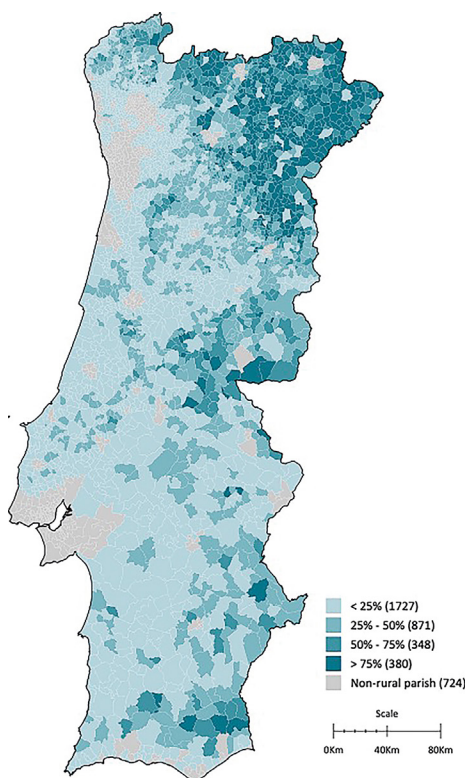 < 25% (1727)
25% - 50% (871)
50% - 75% (348)
> 75% (380)
Non-rural parish (724)
Scale
0Km 40Km 80Km